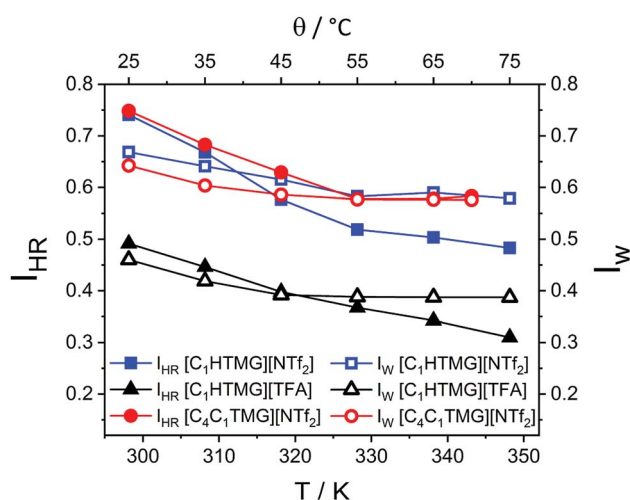 θ / °C
25 35 45 55 65 75
0.8 0.8
0.7 0.7
0.6 0.6
0.5 0.5
I_HR I_W
0.4 0.4
0.3 0.3
0.2 0.2
I_HR [C₁HTMG][NTf₂] I_W [C₁HTMG][NTf₂]
I_HR [C₁HTMG][TFA] I_W [C₁HTMG][TFA]
I_HR [C₄C₁TMG][NTf₂] I_W [C₄C₁TMG][NTf₂]
300 310 320 330 340 350
T / K